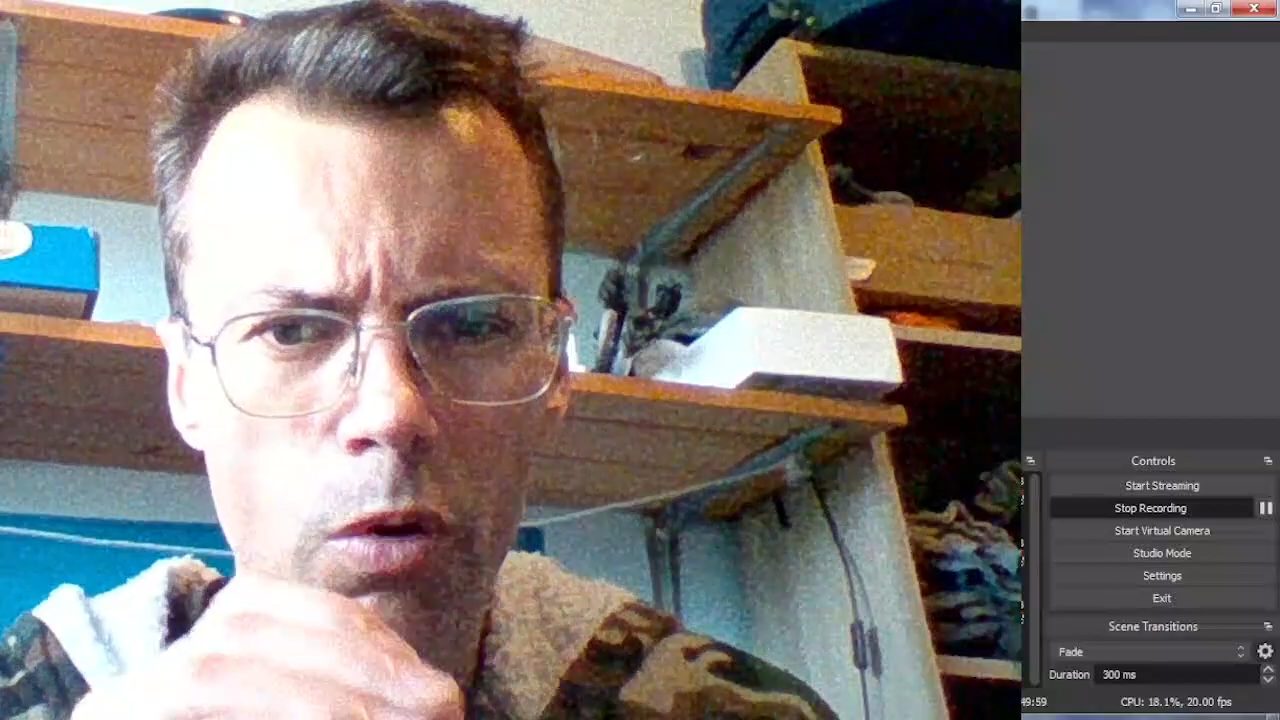 Controls
Start Streaming
Stop Recording
Start Virtual Camera
Studio Mode
Settings
Exit
Scene Transitions
Fade
Duration 300 ms
49:59 CPU: 18.1%, 20.00 fps